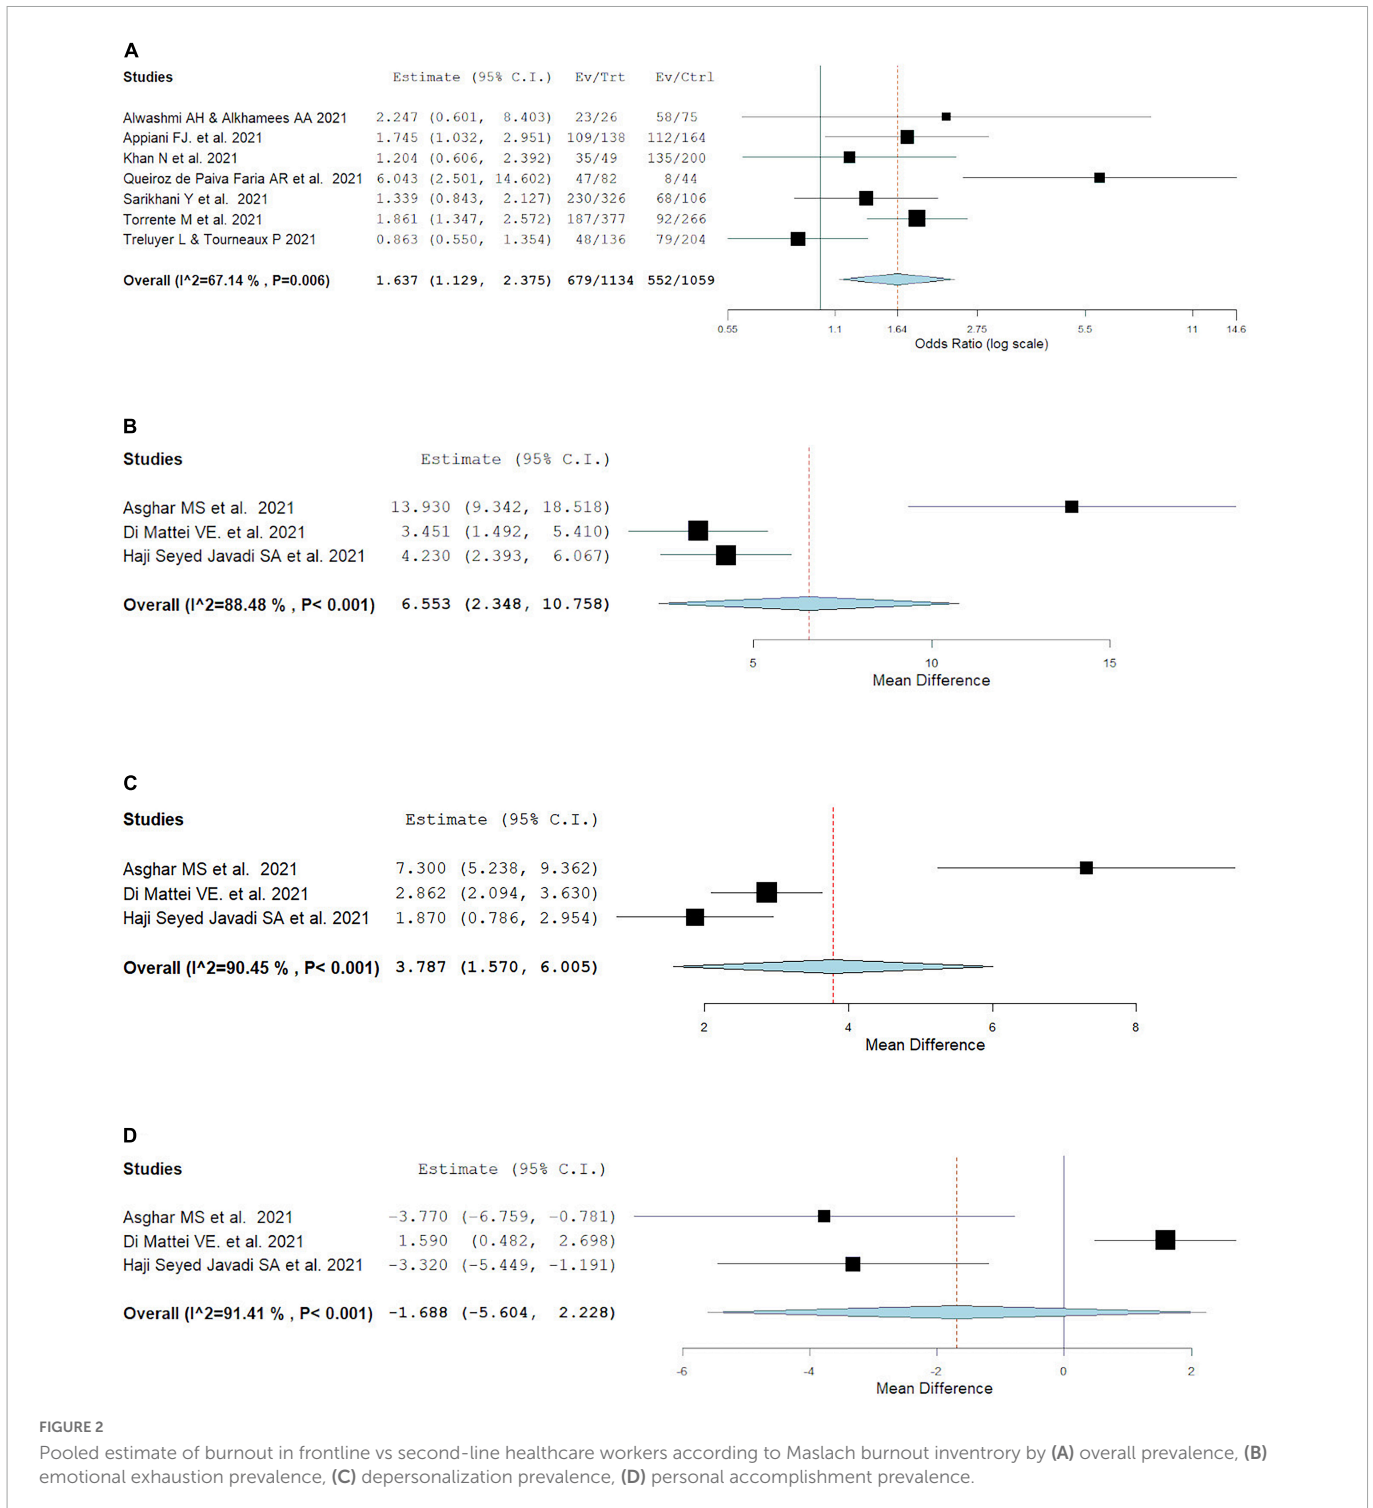 A
Studies Estimate (95% C.I.) Ev/Trt Ev/Ctrl
Alwashmi AH & Alkhamees AA 2021 2.247 (0.601, 8.403) 23/26 58/75
Appiani FJ. et al. 2021 1.745 (1.032, 2.951) 109/138 112/164
Khan N et al. 2021 1.204 (0.606, 2.392) 35/49 135/200
Queiroz de Paiva Faria AR et al. 2021 6.043 (2.501, 14.602) 47/82 8/44
Sarikhani Y et al. 2021 1.339 (0.843, 2.127) 230/326 68/106
Torrente M et al. 2021 1.861 (1.347, 2.572) 187/377 92/266
Treluyer L & Tourneaux P 2021 0.863 (0.550, 1.354) 48/136 79/204
Overall (I^2=67.14 % , P=0.006) 1.637 (1.129, 2.375) 679/1134 552/1059
0.55 1.1 1.64 2.75 5.5 11 14.6
Odds Ratio (log scale)
B
Studies Estimate (95% C.I.)
Asghar MS et al. 2021 13.930 (9.342, 18.518)
Di Mattei VE. et al. 2021 3.451 (1.492, 5.410)
Haji Seyed Javadi SA et al. 2021 4.230 (2.393, 6.067)
Overall (I^2=88.48 % , P< 0.001) 6.553 (2.348, 10.758)
5 10 15
Mean Difference
C
Studies Estimate (95% C.I.)
Asghar MS et al. 2021 7.300 (5.238, 9.362)
Di Mattei VE. et al. 2021 2.862 (2.094, 3.630)
Haji Seyed Javadi SA et al. 2021 1.870 (0.786, 2.954)
Overall (I^2=90.45 % , P< 0.001) 3.787 (1.570, 6.005)
2 4 6 8
Mean Difference
D
Studies Estimate (95% C.I.)
Asghar MS et al. 2021 -3.770 (-6.759, -0.781)
Di Mattei VE. et al. 2021 1.590 (0.482, 2.698)
Haji Seyed Javadi SA et al. 2021 -3.320 (-5.449, -1.191)
Overall (I^2=91.41 % , P< 0.001) -1.688 (-5.604, 2.228)
-6 -4 -2 0 2
Mean Difference
FIGURE 2
Pooled estimate of burnout in frontline vs second-line healthcare workers according to Maslach burnout inventrory by (A) overall prevalence, (B)
emotional exhaustion prevalence, (C) depersonalization prevalence, (D) personal accomplishment prevalence.